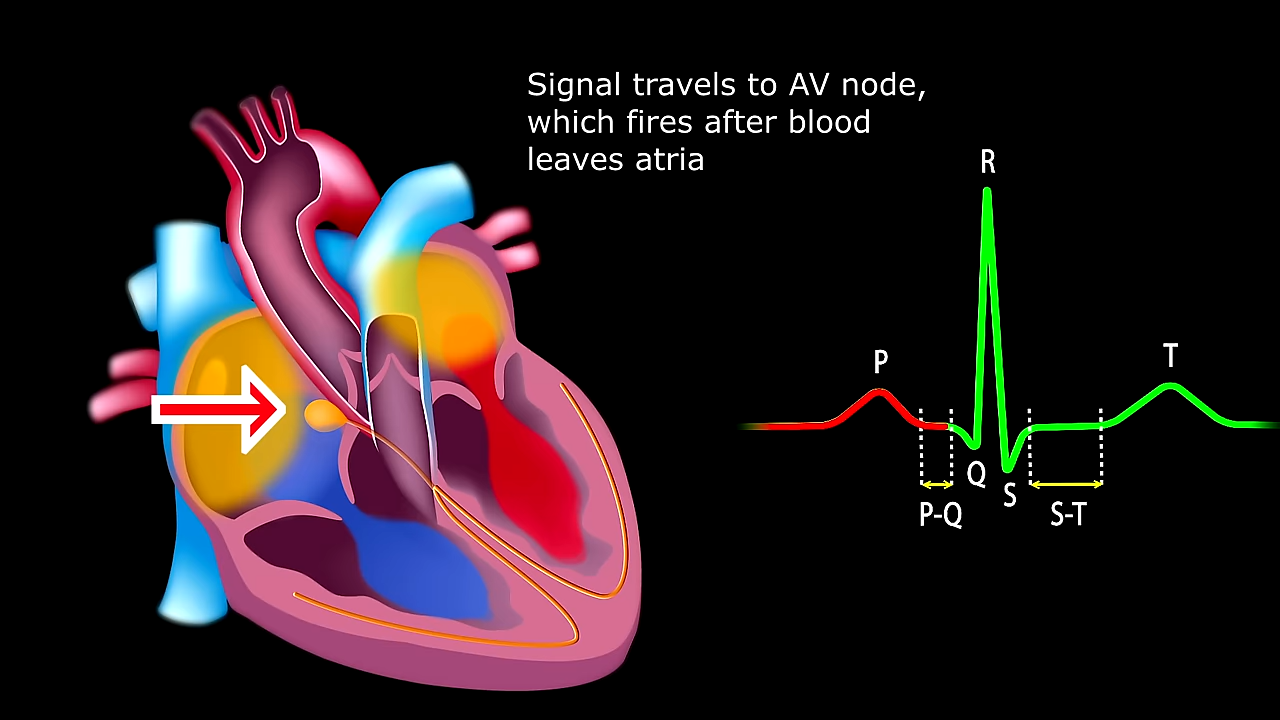 Signal travels to AV node,
which fires after blood
leaves atria
R
P
T
Q
S
P-Q
S-T